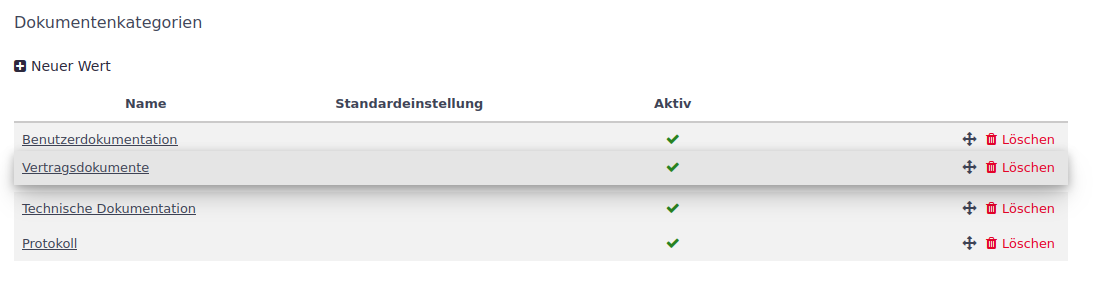 Dokumentenkategorien
Neuer Wert
Name Standardeinstellung Aktiv
Benutzerdokumentation Löschen
Vertragsdokumente Löschen
Technische Dokumentation Löschen
Protokoll Löschen